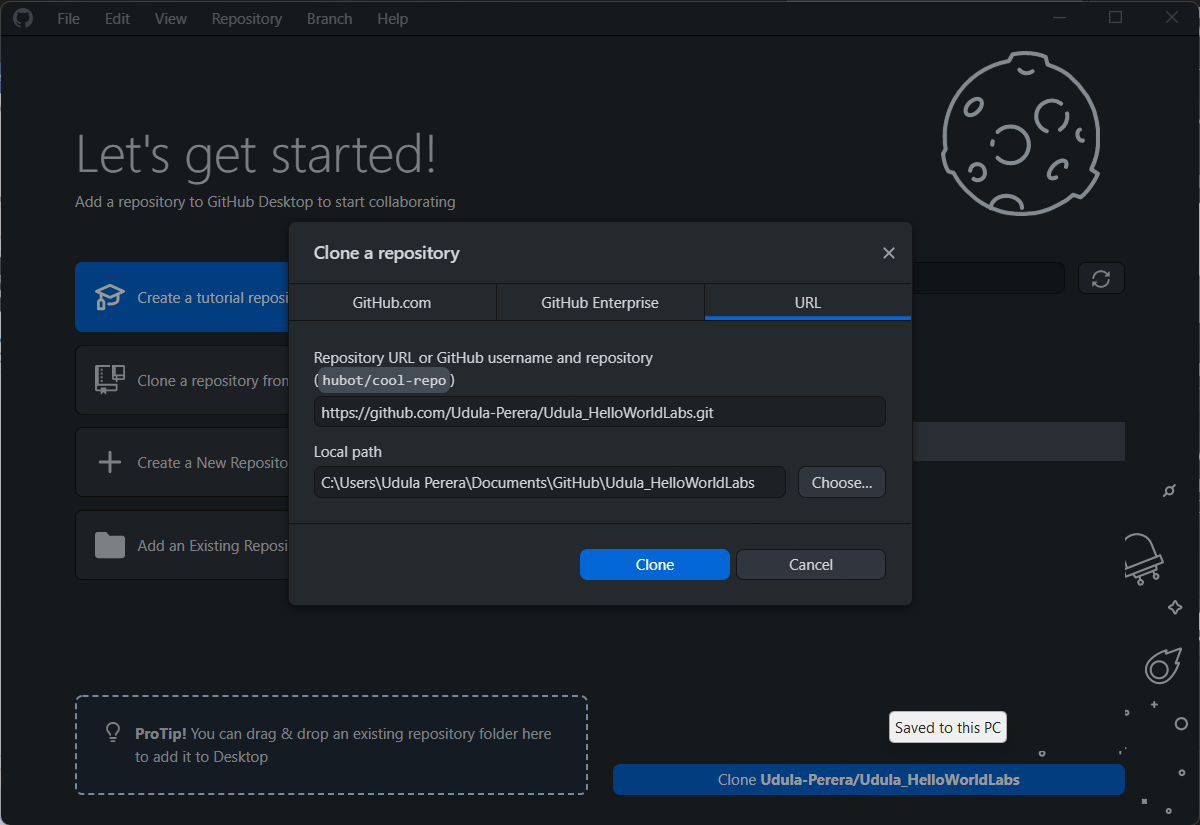 File Edit View Repository Branch Help
Let's get started!
Add a repository to GitHub Desktop to start collaborating
Clone a repository
GitHub.com GitHub Enterprise URL
Repository URL or GitHub username and repository
(hubot/cool-repo)
https://github.com/Udula-Perera/Udula_HelloWorldLabs.git
Local path
C:\Users\Udula Perera\Documents\GitHub\Udula_HelloWorldLabs
Choose...
Clone Cancel
Create a tutorial reposi
Clone a repository from
Create a New Reposito
Add an Existing Reposi
ProTip! You can drag & drop an existing repository folder here
to add it to Desktop
Saved to this PC
Clone Udula-Perera/Udula_HelloWorldLabs